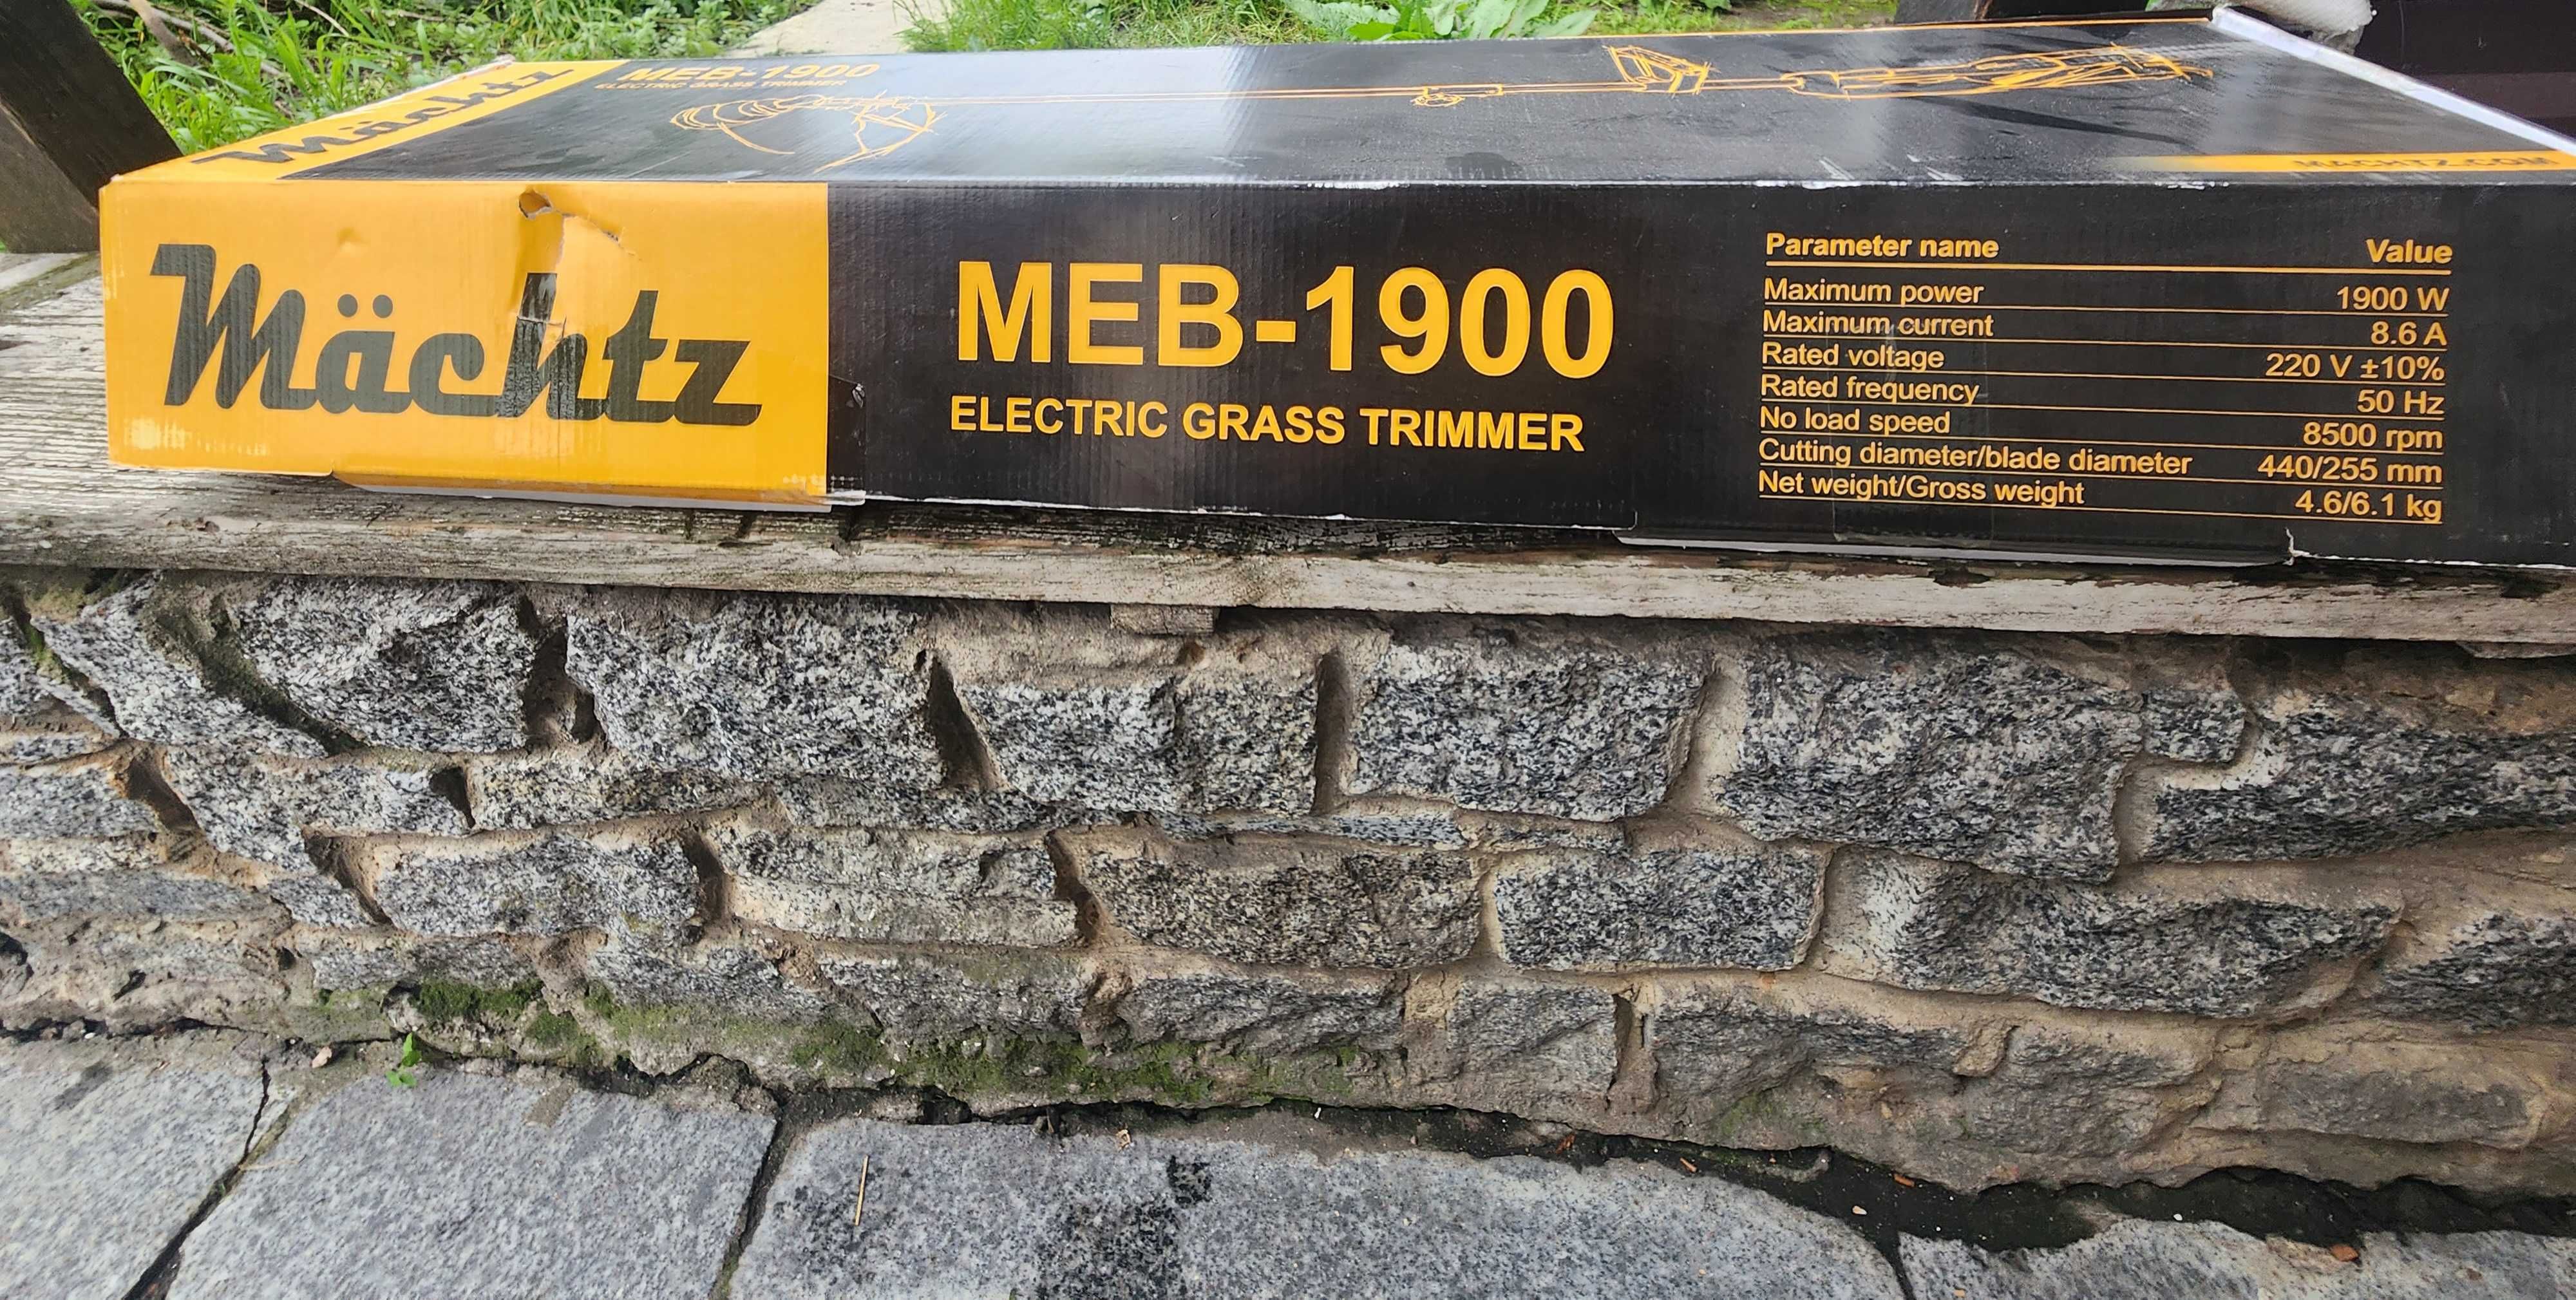 Mächtz
MEB-1900
ELECTRIC GRASS TRIMMER
MACHTZ.COM
Mächtz
MEB-1900
ELECTRIC GRASS TRIMMER
Parameter name Value
Maximum power 1900 W
Maximum current 8.6 A
Rated voltage 220 V ±10%
Rated frequency 50 Hz
No load speed 8500 rpm
Cutting diameter/blade diameter 440/255 mm
Net weight/Gross weight 4.6/6.1 kg